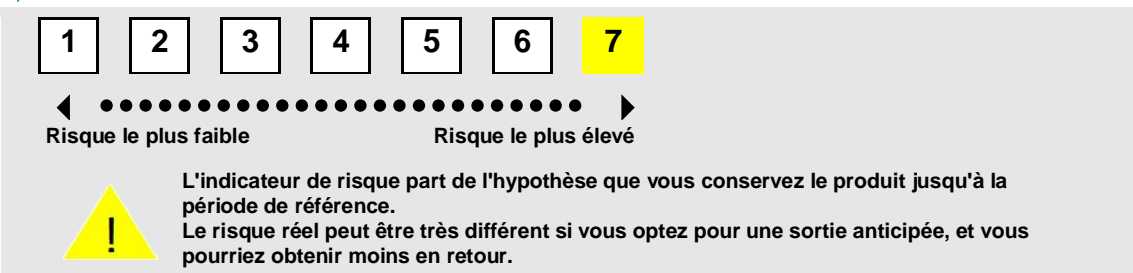 1 2 3 4 5 6 7
Risque le plus faible Risque le plus élevé
L'indicateur de risque part de l'hypothèse que vous conservez le produit jusqu'à la
période de référence.
! Le risque réel peut être très différent si vous optez pour une sortie anticipée, et vous
pourriez obtenir moins en retour.